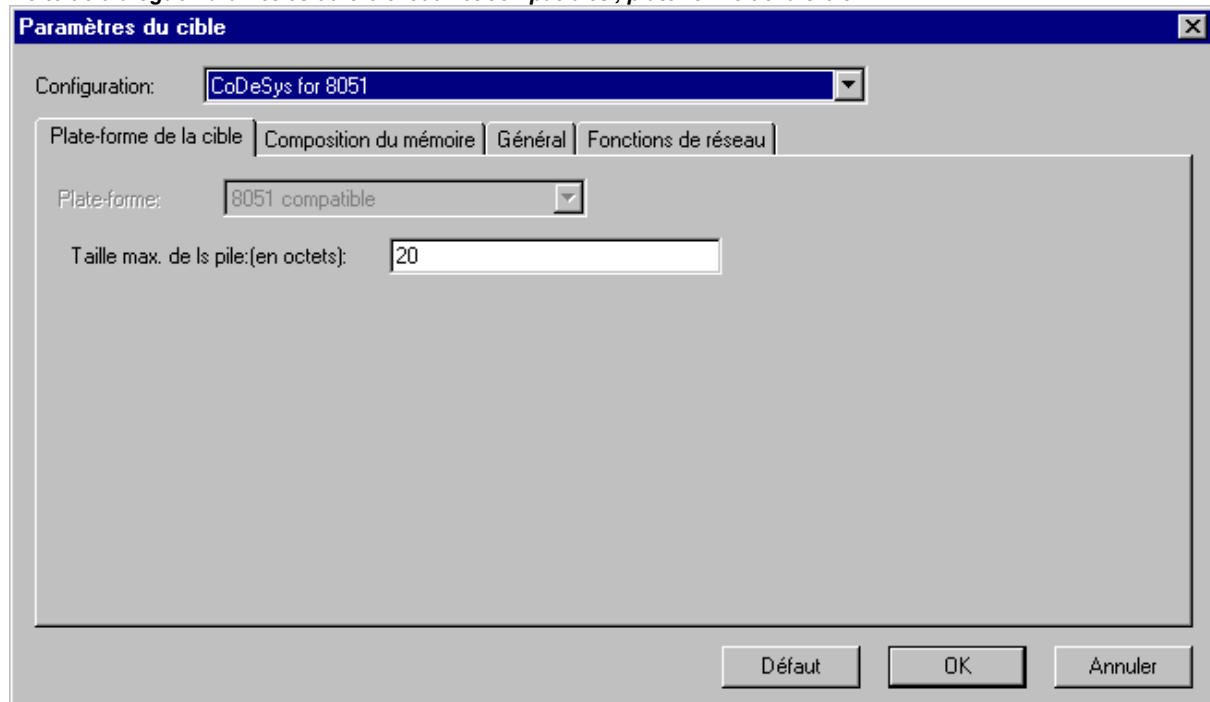 Paramètres du cible
Configuration: CoDeSys for 8051
Plate-forme de la cible Composition du mémoire Général Fonctions de réseau
Plate-forme: 8051 compatible
Taille max. de ls pile:(en octets): 20
Défaut OK Annuler